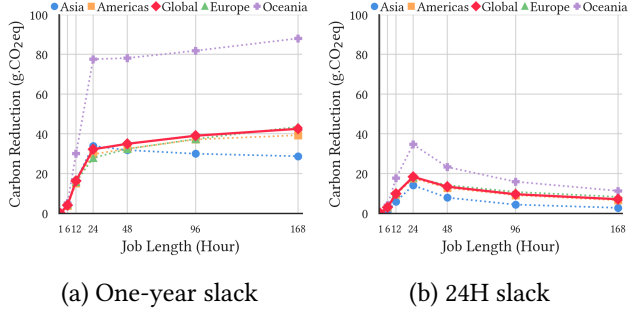 Asia Americas Global Europe Oceania
Carbon Reduction (g.CO₂eq)
100
80
60
40
20
0
1 6 12 24 48 96 168
Job Length (Hour)
(a) One-year slack
Asia Americas Global Europe Oceania
Carbon Reduction (g.CO₂eq)
100
80
60
40
20
0
1 6 12 24 48 96 168
Job Length (Hour)
(b) 24H slack